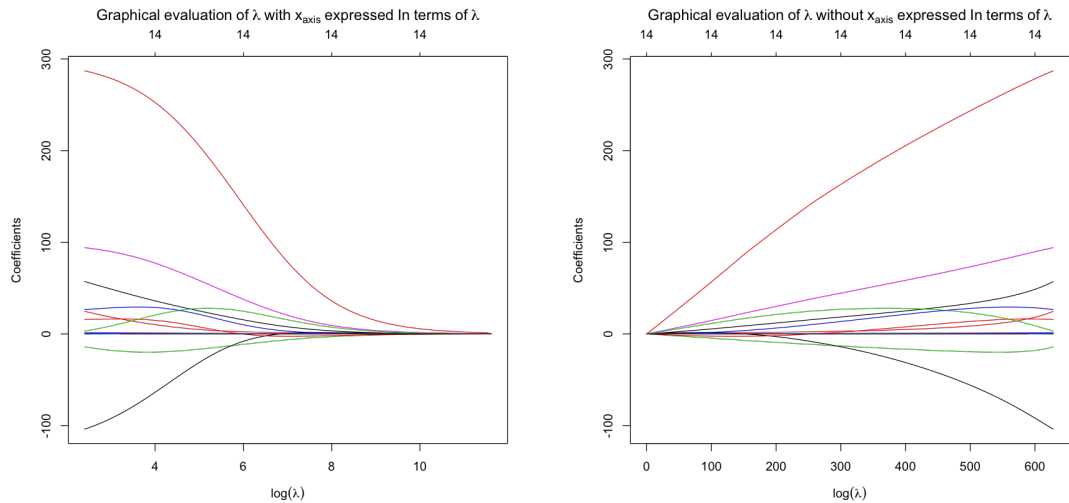 Graphical evaluation of λ with xaxis expressed In terms of λ
14 14 14 14
300
200
100
0
-100
Coefficients
4 6 8 10
log(λ)
Graphical evaluation of λ without xaxis expressed In terms of λ
14 14 14 14 14 14 14
300
200
100
0
-100
Coefficients
0 100 200 300 400 500 600
log(λ)